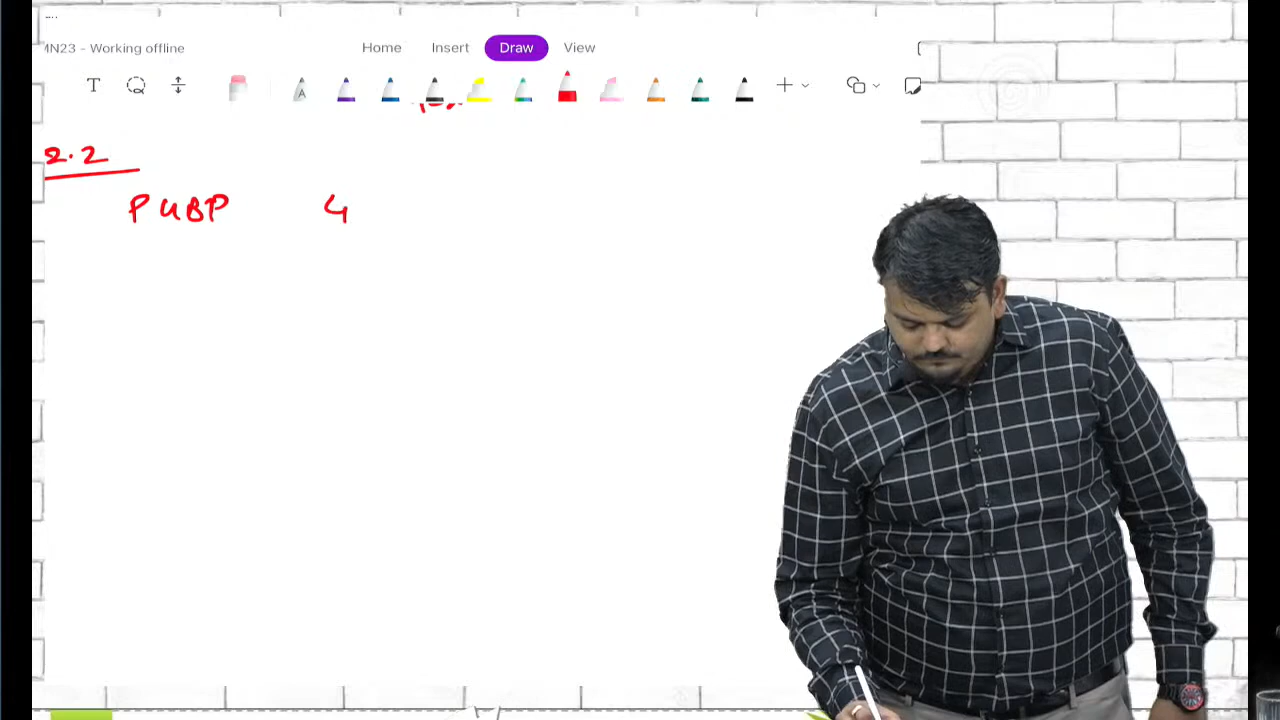 MN23 - Working offline
Home Insert Draw View
T
A
2.2
PUBP 4